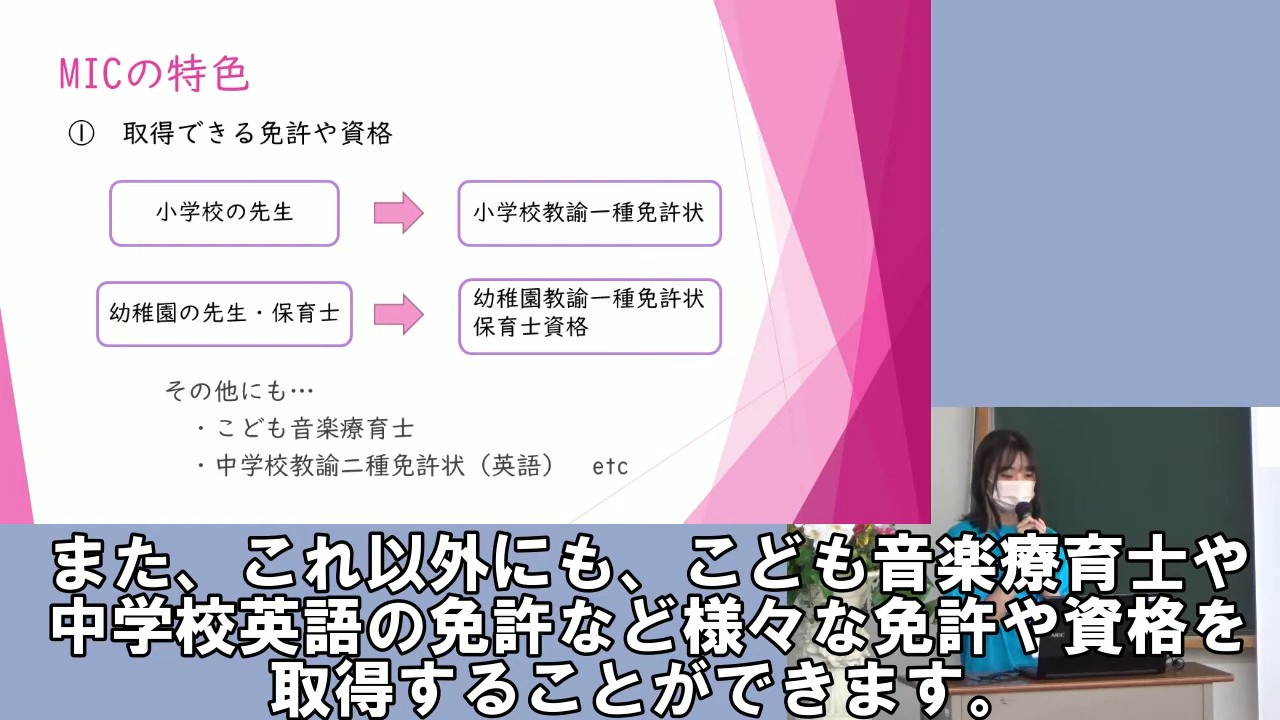 MICの特色
① 取得できる免許や資格
小学校の先生
小学校教諭一種免許状
幼稚園の先生・保育士
幼稚園教諭一種免許状
保育士資格
その他にも…
・こども音楽療育士
・中学校教諭二種免許状（英語） etc
また、これ以外にも、こども音楽療育士や
中学校英語の免許など様々な免許や資格を
取得することができます。
NEC